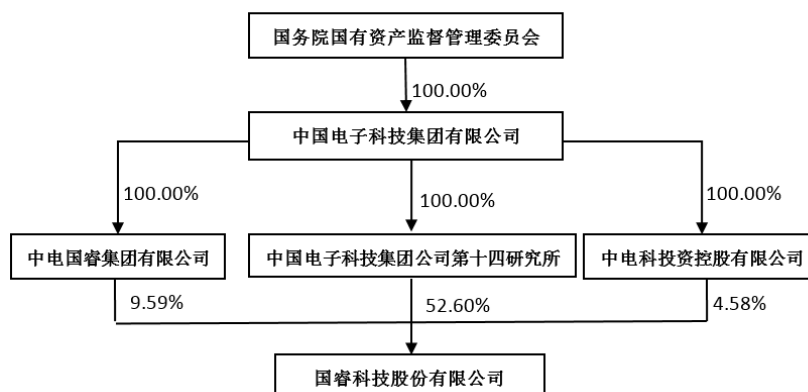 国务院国有资产监督管理委员会
100.00%
中国电子科技集团有限公司
100.00%
100.00%
100.00%
中电国睿集团有限公司
中国电子科技集团公司第十四研究所
中电科投资控股有限公司
9.59%
52.60%
4.58%
国睿科技股份有限公司